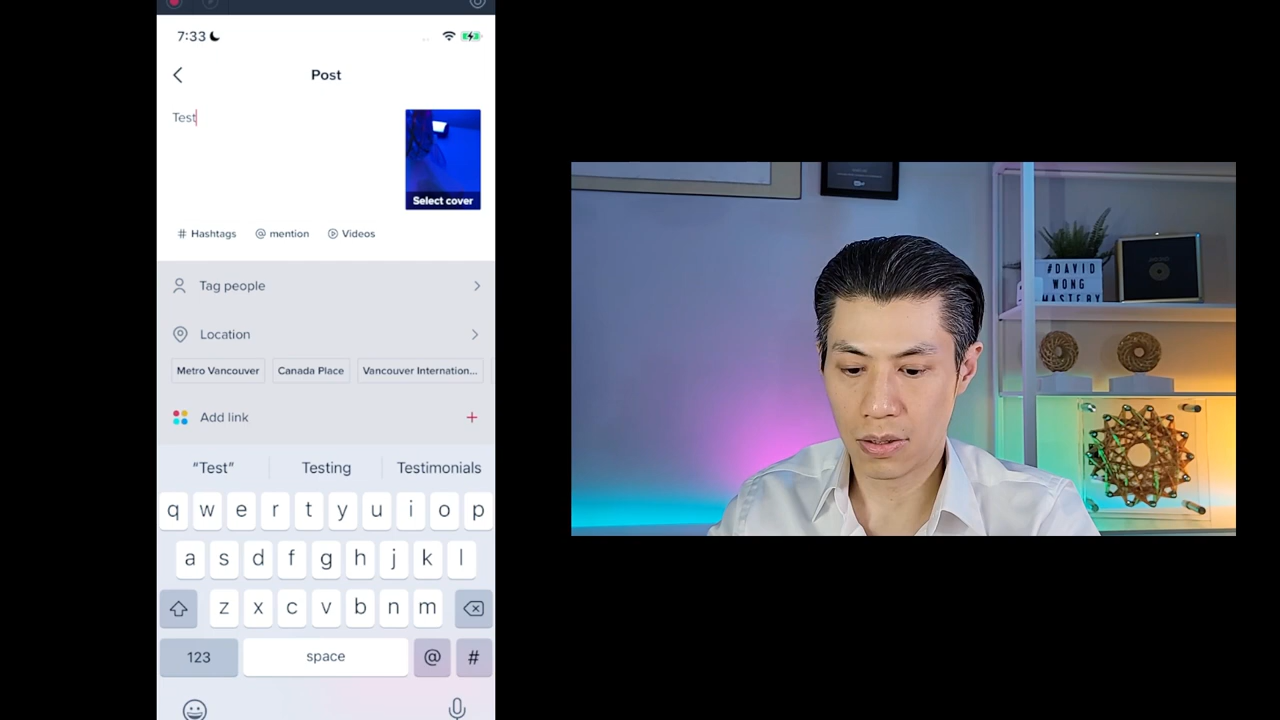 7:33
Post
Test
Select cover
# Hashtags
@ mention
Videos
Tag people
Location
Metro Vancouver
Canada Place
Vancouver Internation...
Add link
+
“Test”
Testing
Testimonials
q w e r t y u i o p
a s d f g h j k l
z x c v b n m
123
space
@
#
#DAVID
WONG
MASTERY